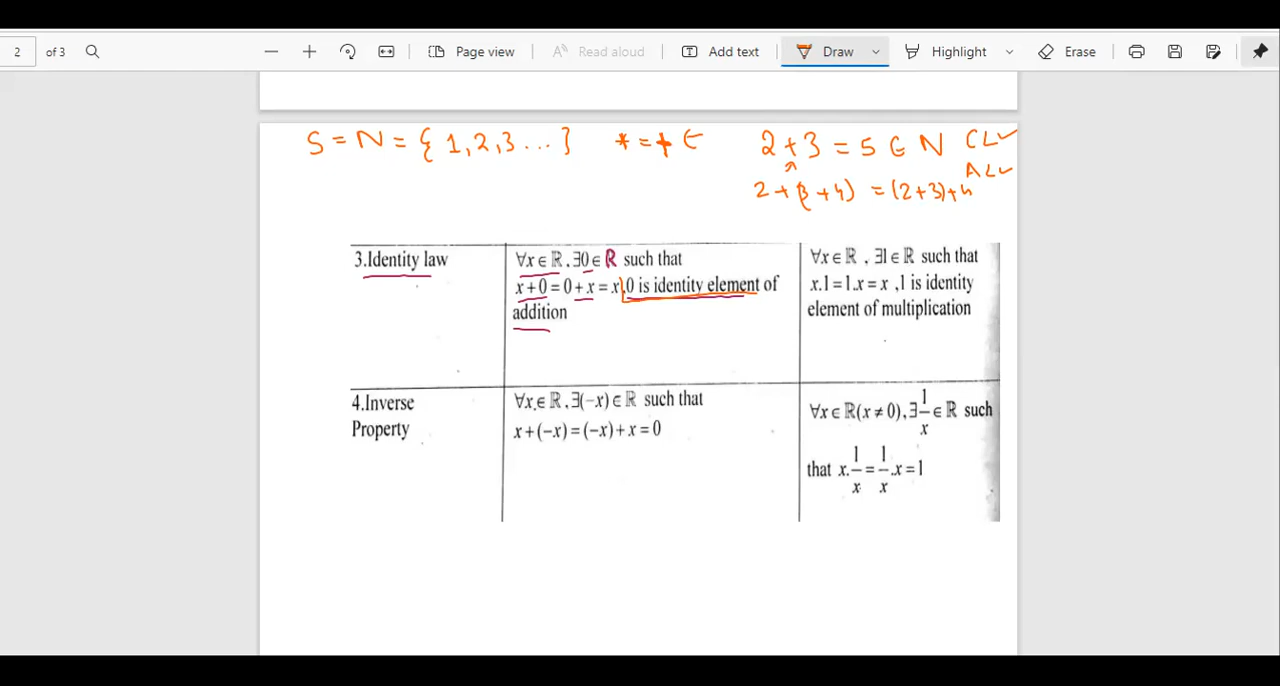 2 of 3 Page view Read aloud Add text Draw Highlight Erase
S = N = { 1, 2, 3 ... } * = + ∈ 2 + 3 = 5 ∈ N CL✓
AL✓
2 + (3 + 4) = (2 + 3) + 4
3.Identity law
∀x ∈ ℝ, ∃0 ∈ ℝ such that
x + 0 = 0 + x = x, 0 is identity element of
addition
∀x ∈ ℝ , ∃1 ∈ ℝ such that
x.1 = 1.x = x ,1 is identity
element of multiplication
4.Inverse
Property
∀x ∈ ℝ, ∃(−x) ∈ ℝ such that
x + (−x) = (−x) + x = 0
∀x ∈ ℝ(x ≠ 0), ∃1/x ∈ ℝ such
that x.1/x = 1/x.x = 1